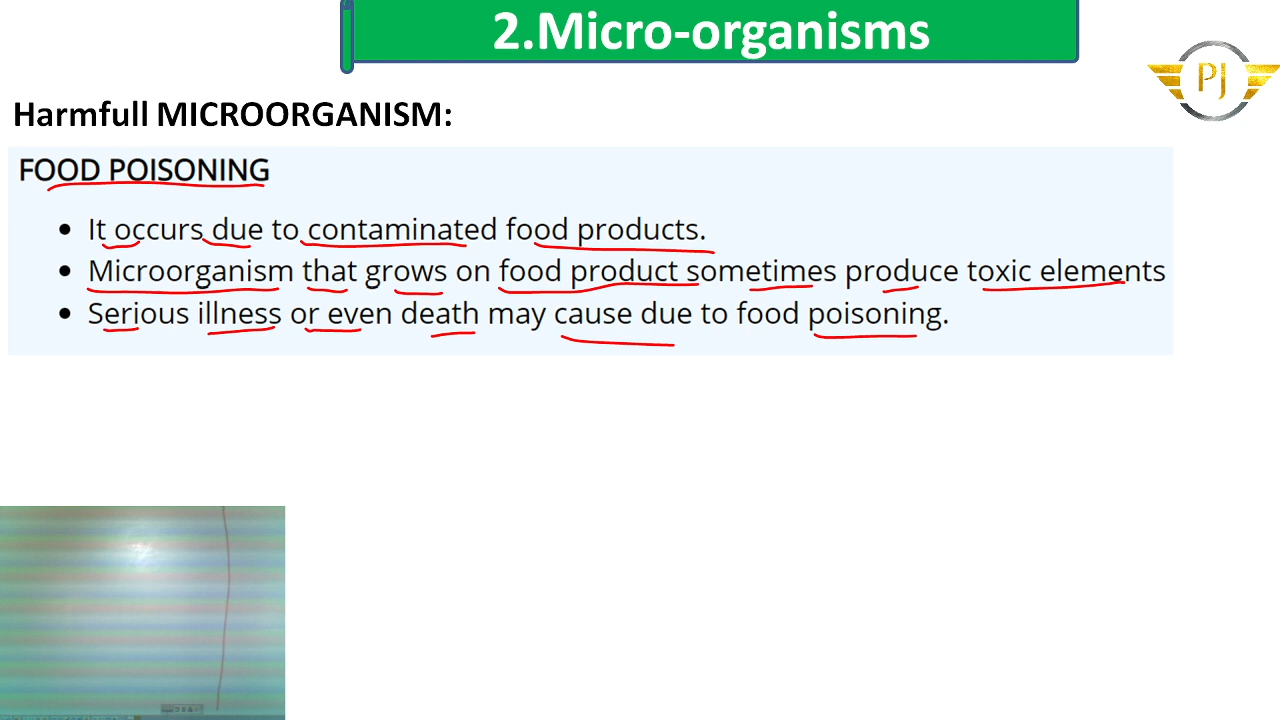 2.Micro-organisms
PJ
Harmfull MICROORGANISM:
FOOD POISONING
• It occurs due to contaminated food products.
• Microorganism that grows on food product sometimes produce toxic elements
• Serious illness or even death may cause due to food poisoning.